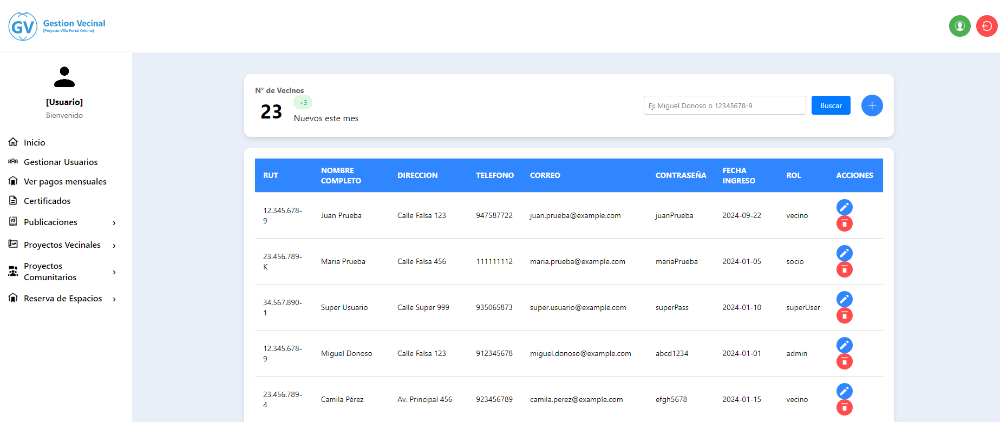 GV
Gestion Vecinal
[Proyecto Villa Portal Oriente]
[Usuario]
Bienvenido
Inicio
Gestionar Usuarios
Ver pagos mensuales
Certificados
Publicaciones
Proyectos Vecinales
Proyectos
Comunitarios
Reserva de Espacios
N° de Vecinos
23
+3
Nuevos este mes
Ej: Miguel Donoso o 12345678-9
Buscar
RUT
NOMBRE
COMPLETO
DIRECCION
TELEFONO
CORREO
CONTRASEÑA
FECHA
INGRESO
ROL
ACCIONES
12.345.678-
9
Juan Prueba
Calle Falsa 123
947587722
juan.prueba@example.com
juanPrueba
2024-09-22
vecino
23.456.789-
K
Maria Prueba
Calle Falsa 456
111111112
maria.prueba@example.com
mariaPrueba
2024-01-05
socio
34.567.890-
1
Super Usuario
Calle Super 999
935065873
super.usuario@example.com
superPass
2024-01-10
superUser
12.345.678-
9
Miguel Donoso
Calle Falsa 123
912345678
miguel.donoso@example.com
abcd1234
2024-01-01
admin
23.456.789-
4
Camila Pérez
Av. Principal 456
923456789
camila.perez@example.com
efgh5678
2024-01-15
vecino